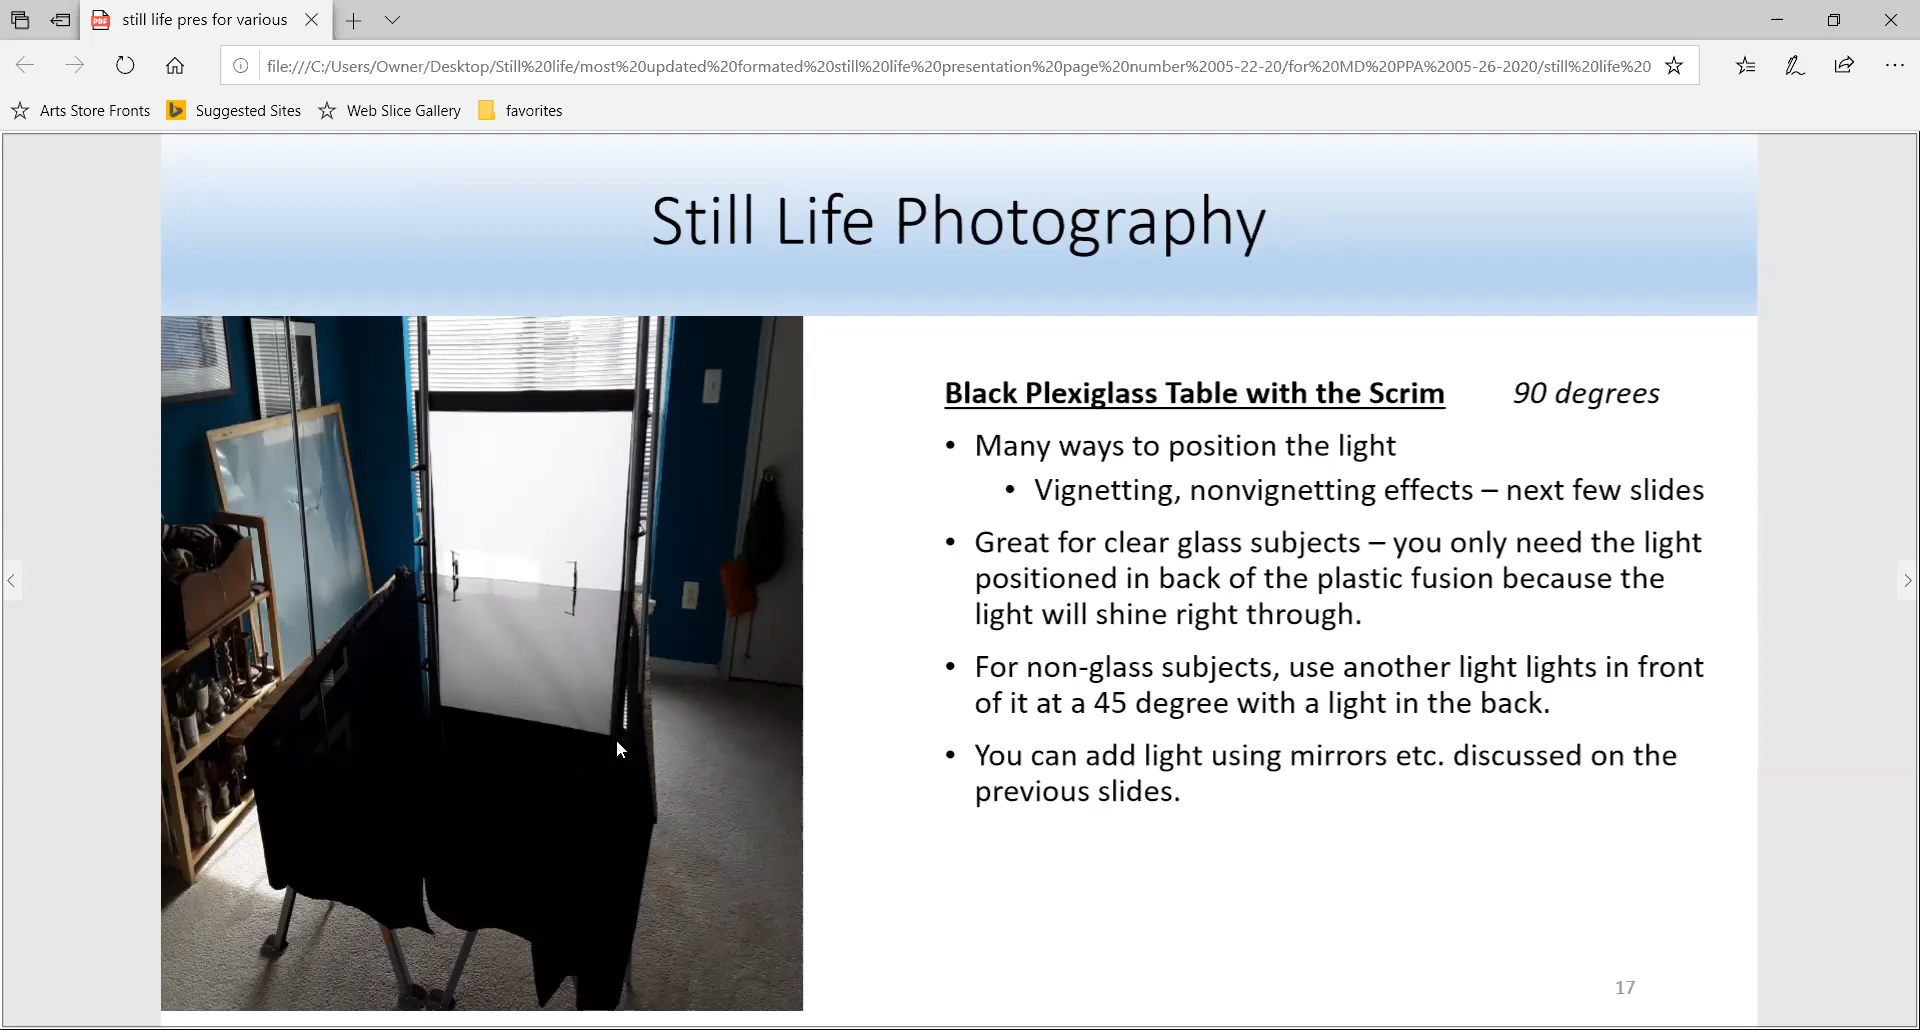 still life pres for various
file:///C:/Users/Owner/Desktop/Still%20life/most%20updated%20formated%20still%20life%20presentation%20page%20number%2005-22-20/for%20MD%20PPA%2005-26-2020/still%20life%20
Arts Store Fronts Suggested Sites Web Slice Gallery favorites
Still Life Photography
Black Plexiglass Table with the Scrim 90 degrees
• Many ways to position the light
• Vignetting, nonvignetting effects – next few slides
• Great for clear glass subjects – you only need the light
positioned in back of the plastic fusion because the
light will shine right through.
• For non-glass subjects, use another light lights in front
of it at a 45 degree with a light in the back.
• You can add light using mirrors etc. discussed on the
previous slides.
17